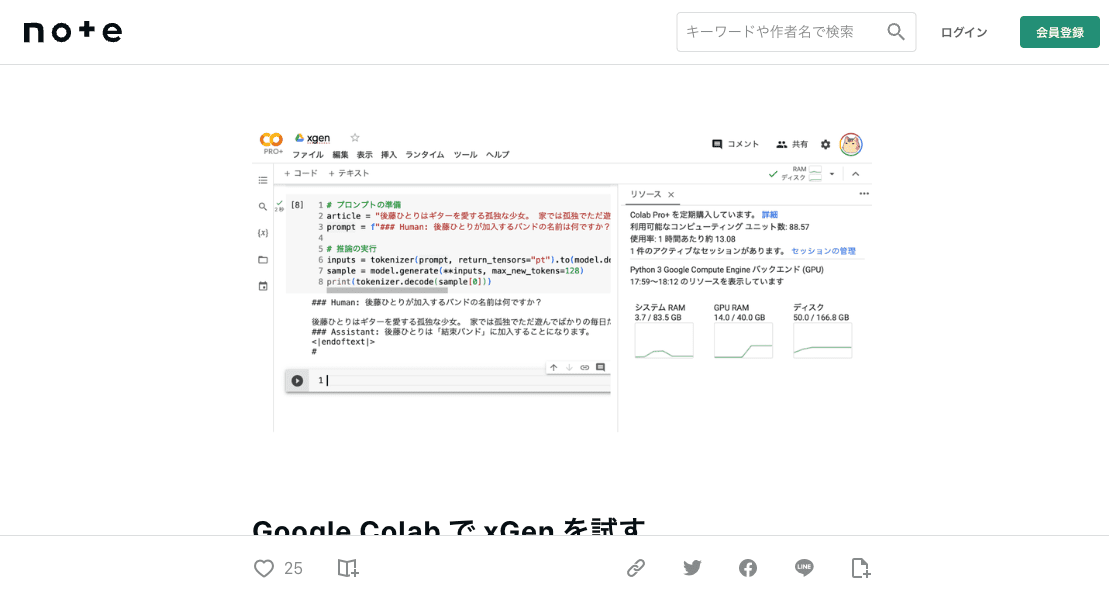 note
キーワードや作者名で検索
ログイン
会員登録
PRO+
xgen
ファイル 編集 表示 挿入 ランタイム ツール ヘルプ
コメント
共有
+ コード + テキスト
RAM
ディスク
[8]
1 # プロンプトの準備
2 article = "後藤ひとりはギターを愛する孤独な少女。 家では孤独でただ遊
3 prompt = f"### Human: 後藤ひとりが加入するバンドの名前は何ですか?
4
5 # 推論の実行
6 inputs = tokenizer(prompt, return_tensors="pt").to(model.de
7 sample = model.generate(**inputs, max_new_tokens=128)
8 print(tokenizer.decode(sample[0]))
### Human: 後藤ひとりが加入するバンドの名前は何ですか?
後藤ひとりはギターを愛する孤独な少女。 家では孤独でただ遊んでばかりの毎日
### Assistant: 後藤ひとりは「結束バンド」に加入することになります。
<|endoftext|>
#
1
リソース ×
Colab Pro+ を定期購入しています。 詳細
利用可能なコンピューティング ユニット数: 88.57
使用率: 1 時間あたり約 13.08
1 件のアクティブなセッションがあります。 セッションの管理
Python 3 Google Compute Engine バックエンド (GPU)
17:59～18:12 のリソースを表示しています
システム RAM
3.7 / 83.5 GB
GPU RAM
14.0 / 40.0 GB
ディスク
50.0 / 166.8 GB
Google Colab で xGen を試す
25
LINE